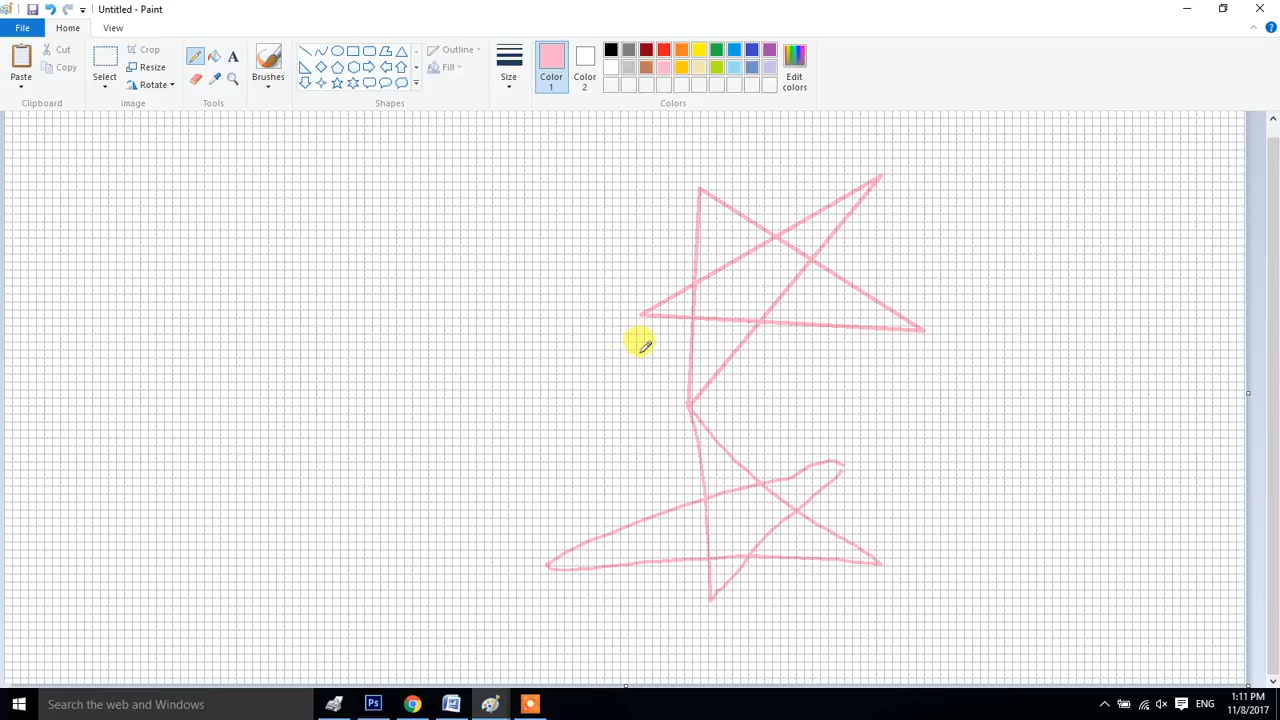 Untitled - Paint
File Home View
Paste Cut Copy Clipboard
Select Crop Resize Rotate Image
A Tools
Brushes
Outline Fill Shapes
Size
Color 1 Color 2 Edit colors Colors
Search the web and Windows
Ps
W
ENG
1:11 PM
11/8/2017